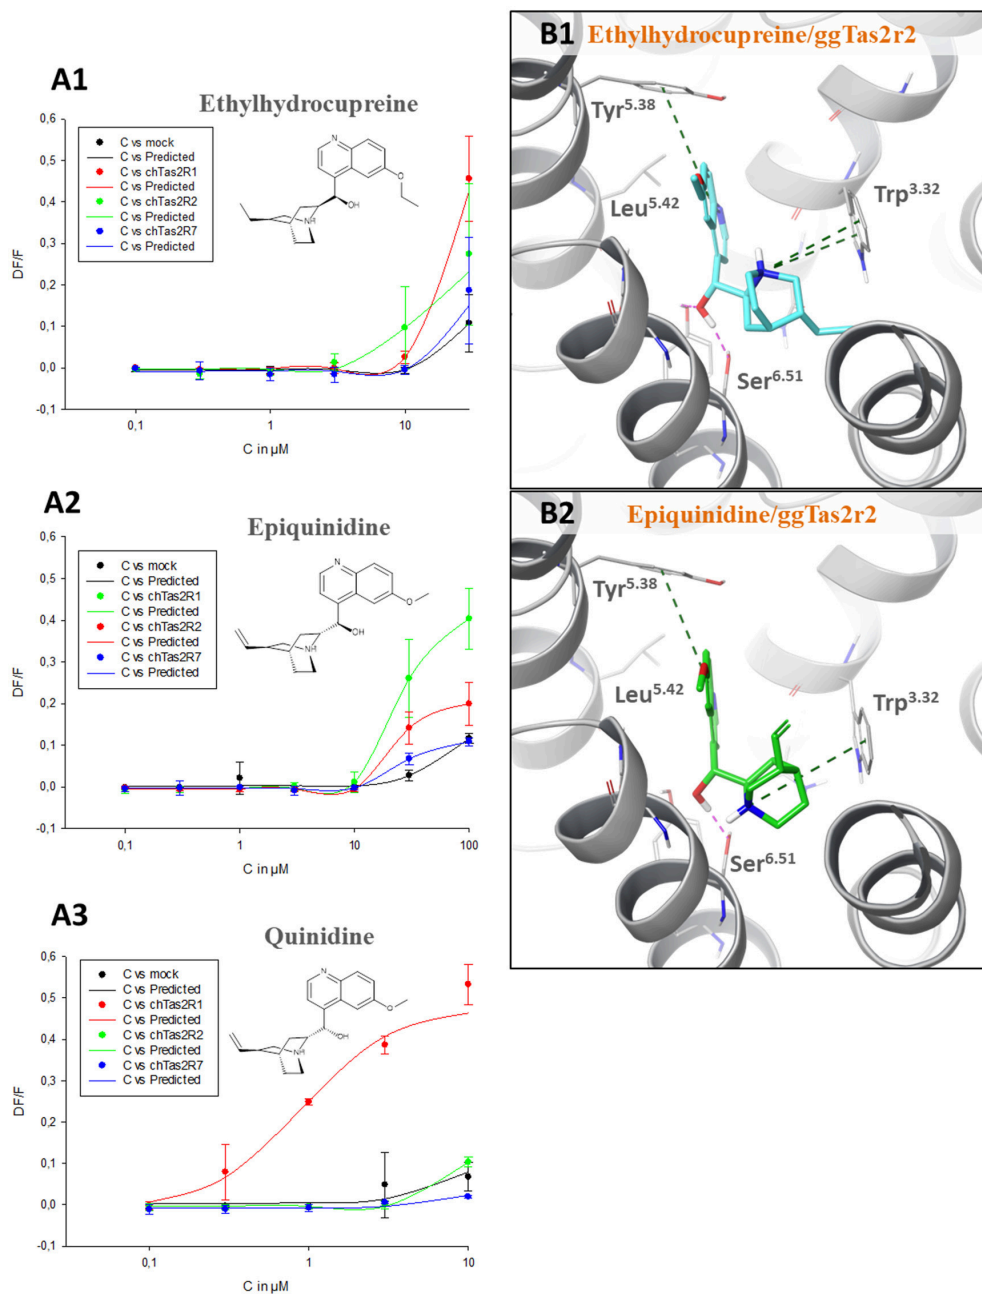 A1
Ethylhydrocupreine
0,6
0,5
0,4
0,3
0,2
0,1
0,0
-0,1
DF/F
C vs mock
C vs Predicted
C vs chTas2R1
C vs Predicted
C vs chTas2R2
C vs Predicted
C vs chTas2R7
C vs Predicted
N
O
OH
NH
0,1
1
10
C in µM
A2
Epiquinidine
0,6
0,5
0,4
0,3
0,2
0,1
0,0
-0,1
DF/F
C vs mock
C vs Predicted
C vs chTas2R1
C vs Predicted
C vs chTas2R2
C vs Predicted
C vs chTas2R7
C vs Predicted
N
O
OH
NH
0,1
1
10
100
C in µM
A3
Quinidine
0,6
0,5
0,4
0,3
0,2
0,1
0,0
-0,1
DF/F
C vs mock
C vs Predicted
C vs chTas2R1
C vs Predicted
C vs chTas2R2
C vs Predicted
C vs chTas2R7
C vs Predicted
N
O
OH
NH
0,1
1
10
C in µM
B1 Ethylhydrocupreine/ggTas2r2
Tyr5.38
Leu5.42
Trp3.32
Ser6.51
B2 Epiquinidine/ggTas2r2
Tyr5.38
Leu5.42
Trp3.32
Ser6.51